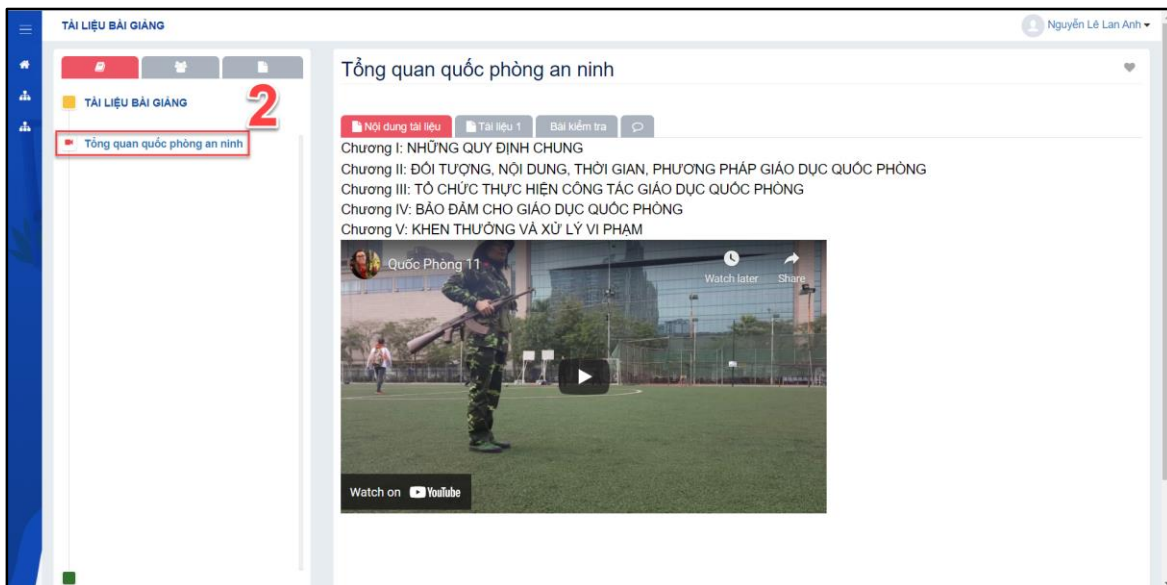 TÀI LIỆU BÀI GIẢNG
Nguyễn Lê Lan Anh
TÀI LIỆU BÀI GIẢNG
2
Tổng quan quốc phòng an ninh
Tổng quan quốc phòng an ninh
Nội dung tài liệu
Tài liệu 1
Bài kiểm tra
Chương I: NHỮNG QUY ĐỊNH CHUNG
Chương II: ĐỐI TƯỢNG, NỘI DUNG, THỜI GIAN, PHƯƠNG PHÁP GIÁO DỤC QUỐC PHÒNG
Chương III: TỔ CHỨC THỰC HIỆN CÔNG TÁC GIÁO DỤC QUỐC PHÒNG
Chương IV: BẢO ĐẢM CHO GIÁO DỤC QUỐC PHÒNG
Chương V: KHEN THƯỞNG VÀ XỬ LÝ VI PHẠM
Quốc Phòng 11
Watch later
Share
Watch on YouTube